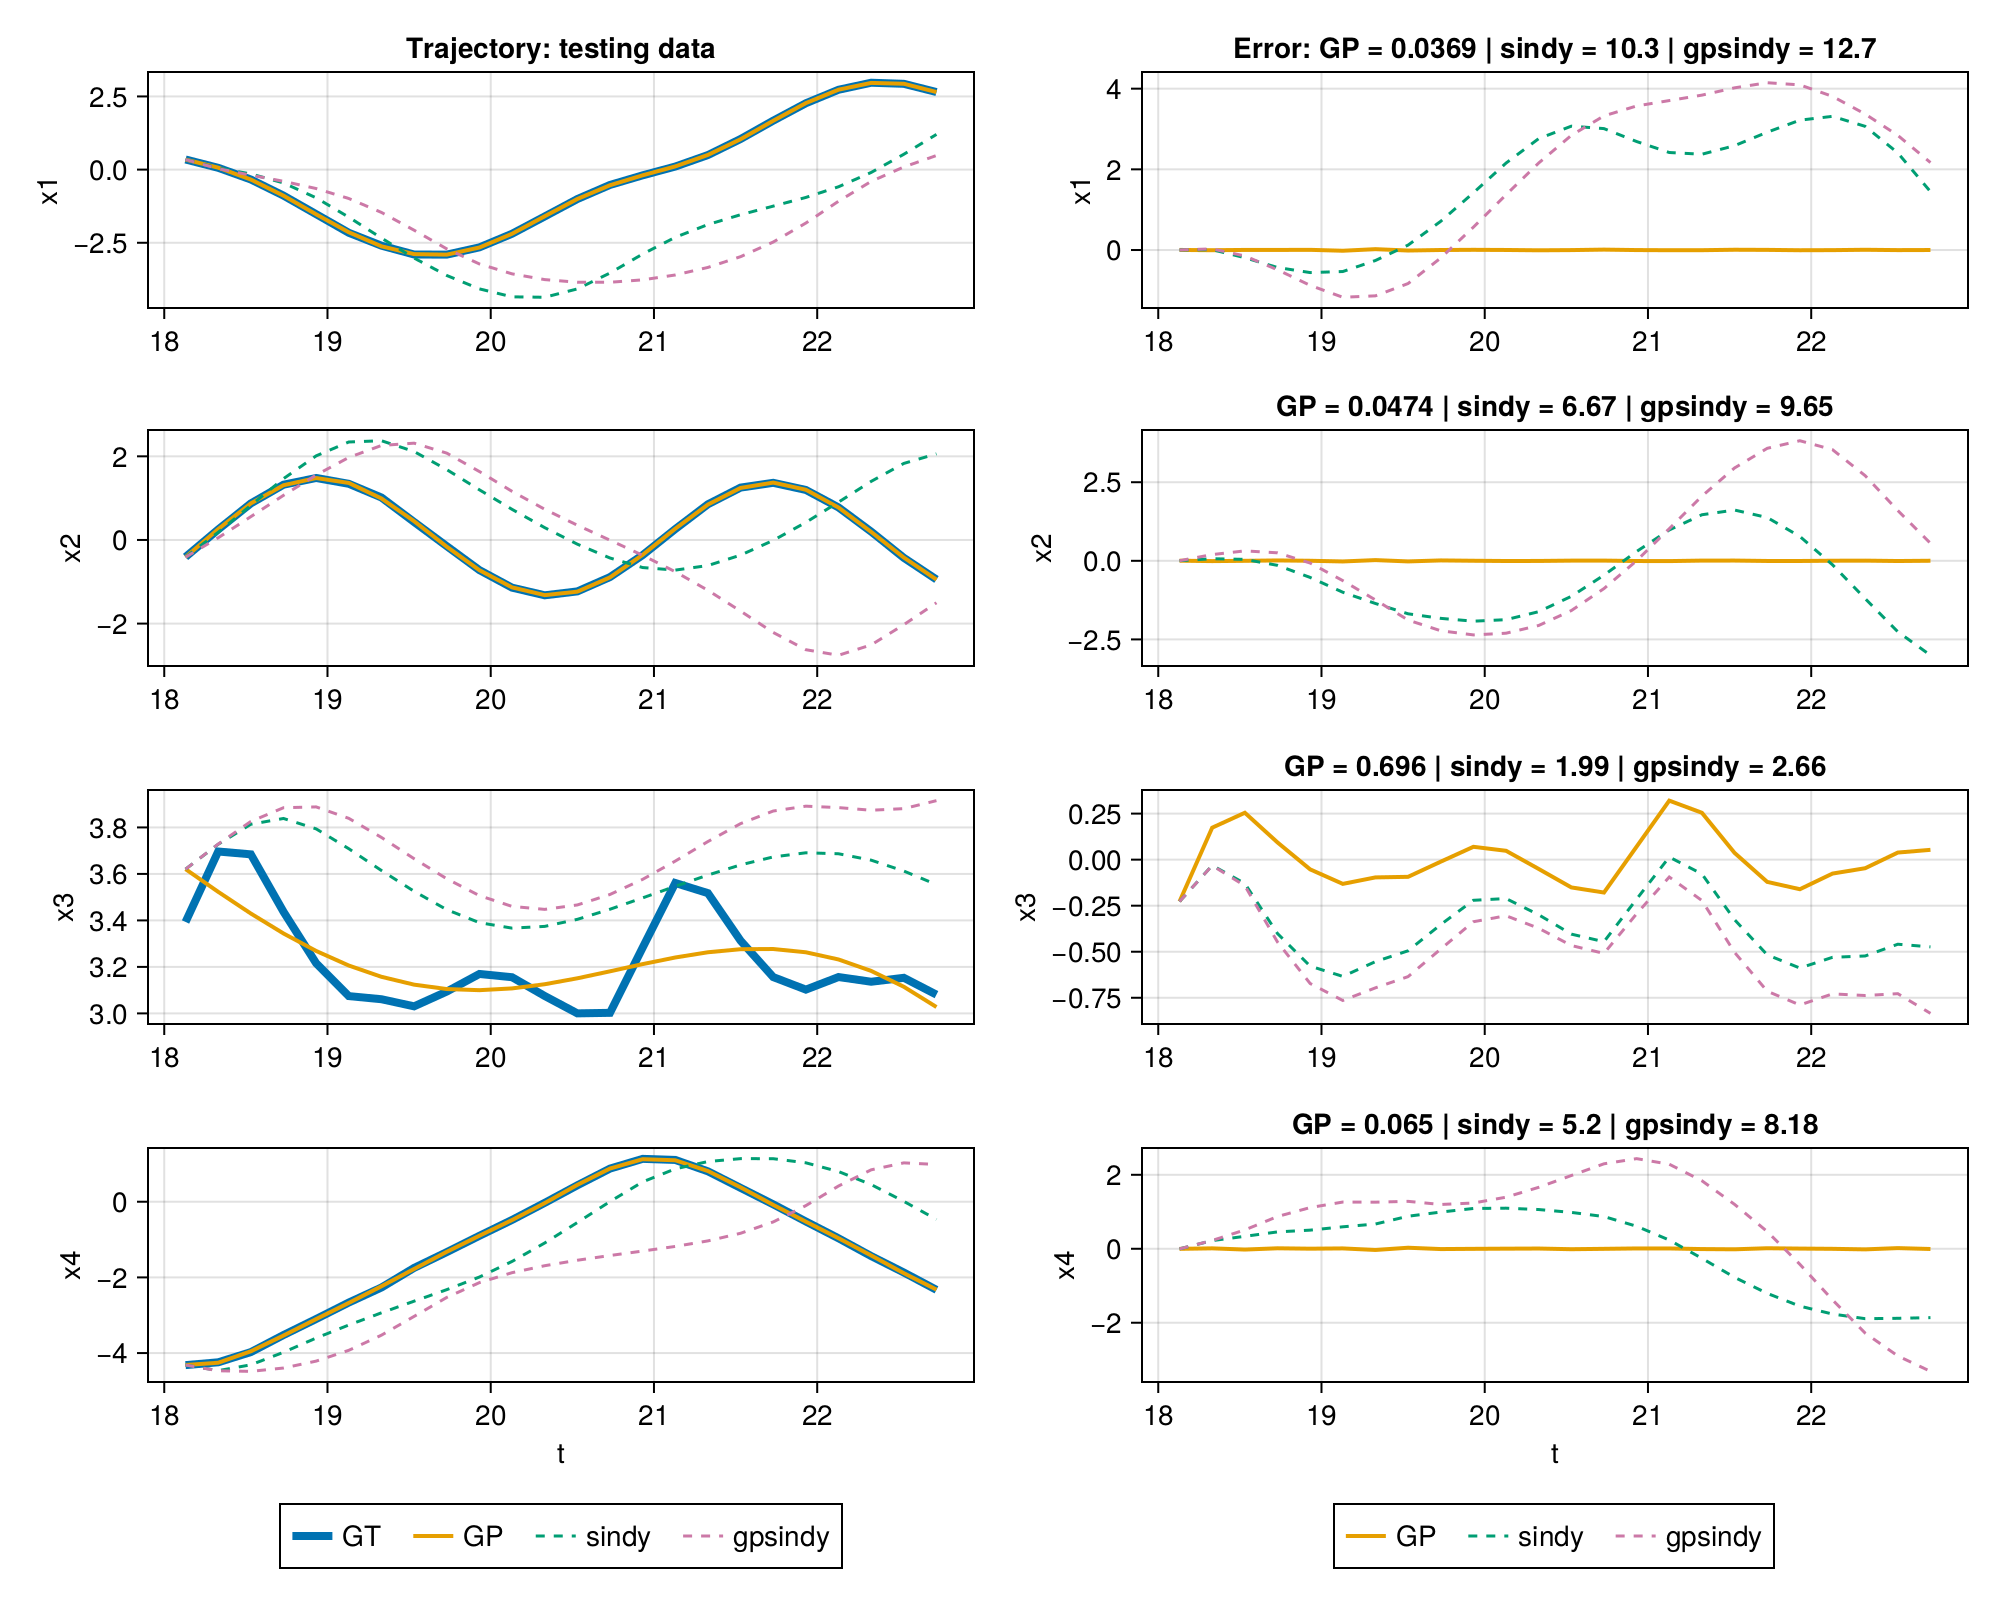 Trajectory: testing data
x1
2.5
0.0
−2.5
18 19 20 21 22
Error: GP = 0.0369 | sindy = 10.3 | gpsindy = 12.7
x1
4
2
0
18 19 20 21 22
x2
2
0
−2
18 19 20 21 22
GP = 0.0474 | sindy = 6.67 | gpsindy = 9.65
x2
2.5
0.0
−2.5
18 19 20 21 22
x3
3.8
3.6
3.4
3.2
3.0
18 19 20 21 22
GP = 0.696 | sindy = 1.99 | gpsindy = 2.66
x3
0.25
0.00
−0.25
−0.50
−0.75
18 19 20 21 22
x4
0
−2
−4
18 19 20 21 22
t
GP = 0.065 | sindy = 5.2 | gpsindy = 8.18
x4
2
0
−2
18 19 20 21 22
t
GT GP sindy gpsindy
GP sindy gpsindy